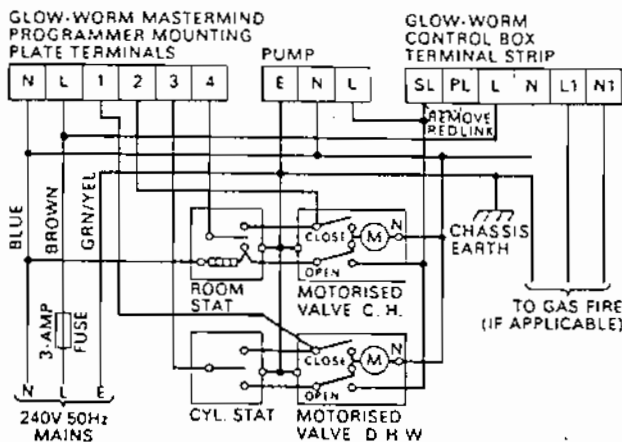 GLOW-WORM MASTERMIND
PROGRAMMER MOUNTING
PLATE TERMINALS
N L 1 2 3 4
PUMP
E N L
GLOW-WORM
CONTROL BOX
TERMINAL STRIP
SL PL L N L1 N1
REMOVE
RED LINK
BLUE
BROWN
GRN/YEL
3-AMP
FUSE
N L E
240V 50Hz
MAINS
ROOM
STAT
CLOSE
M
N
OPEN
MOTORISED
VALVE C.H.
CHASSIS
EARTH
TO GAS FIRE
(IF APPLICABLE)
CYL. STAT
CLOSE
M
N
OPEN
MOTORISED
VALVE D H W